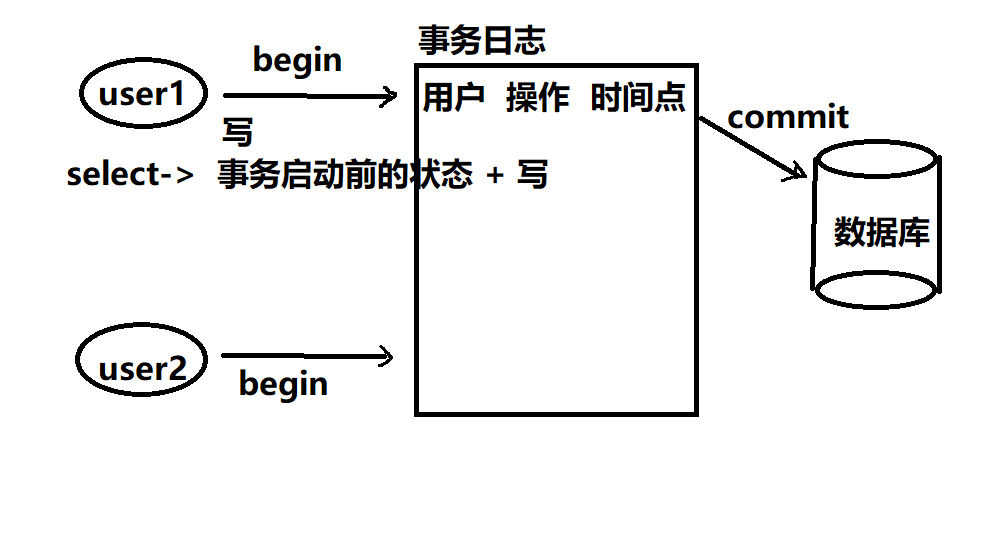 事务日志
begin
user1
用户 操作 时间点
写
commit
select-> 事务启动前的状态 + 写
数据库
user2
begin